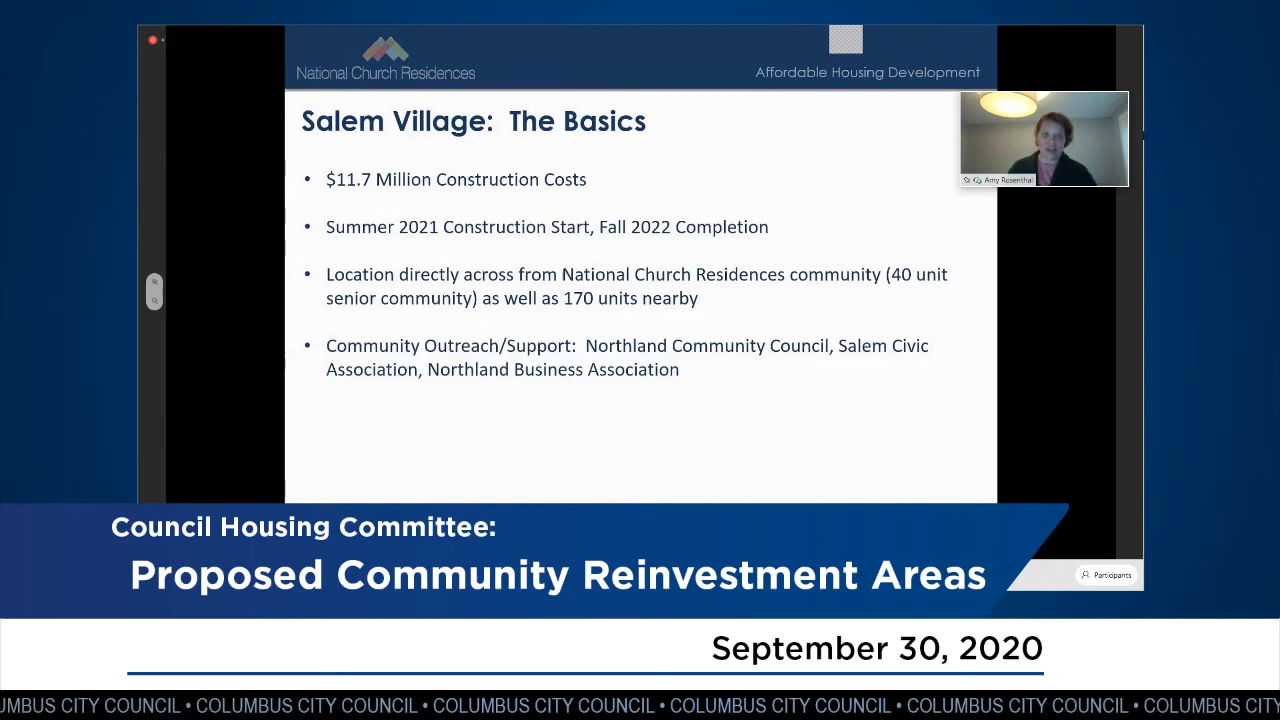 National Church Residences
Affordable Housing Development
Salem Village: The Basics
• $11.7 Million Construction Costs
• Summer 2021 Construction Start, Fall 2022 Completion
• Location directly across from National Church Residences community (40 unit
senior community) as well as 170 units nearby
• Community Outreach/Support: Northland Community Council, Salem Civic
Association, Northland Business Association
Amy Rosenthal
Council Housing Committee:
Proposed Community Reinvestment Areas
Participants
September 30, 2020
UMBUS CITY COUNCIL • COLUMBUS CITY COUNCIL • COLUMBUS CITY COUNCIL • COLUMBUS CITY COUNCIL • COLUMBUS CITY COUNCIL • COLUMBUS CITY